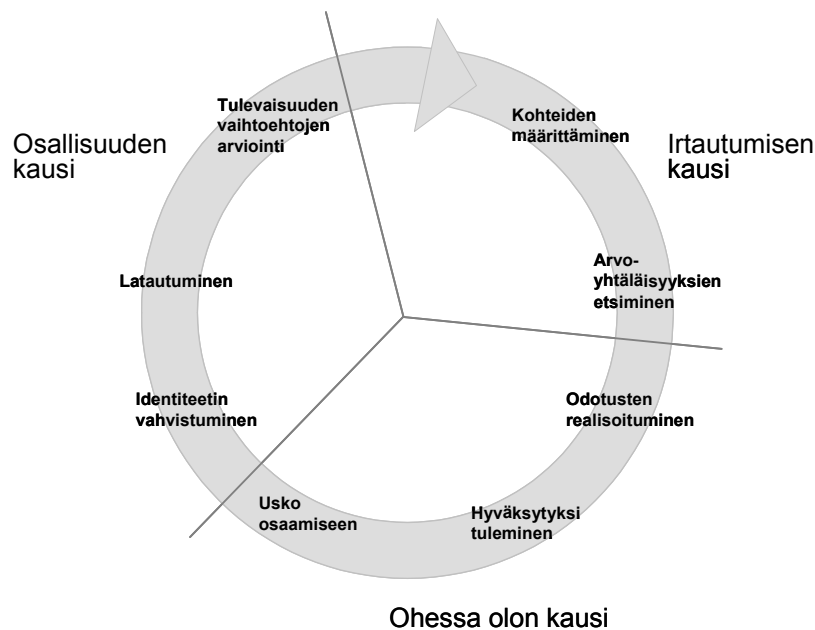 Tulevaisuuden
vaihtoehtojen
arviointi
Kohteiden
määrittäminen
Osallisuuden
kausi
Irtautumisen
kausi
Latautuminen
Arvo-
yhtäläisyyksien
etsiminen
Identiteetin
vahvistuminen
Odotusten
realisoituminen
Usko
osaamiseen
Hyväksytyksi
tuleminen
Ohessa olon kausi